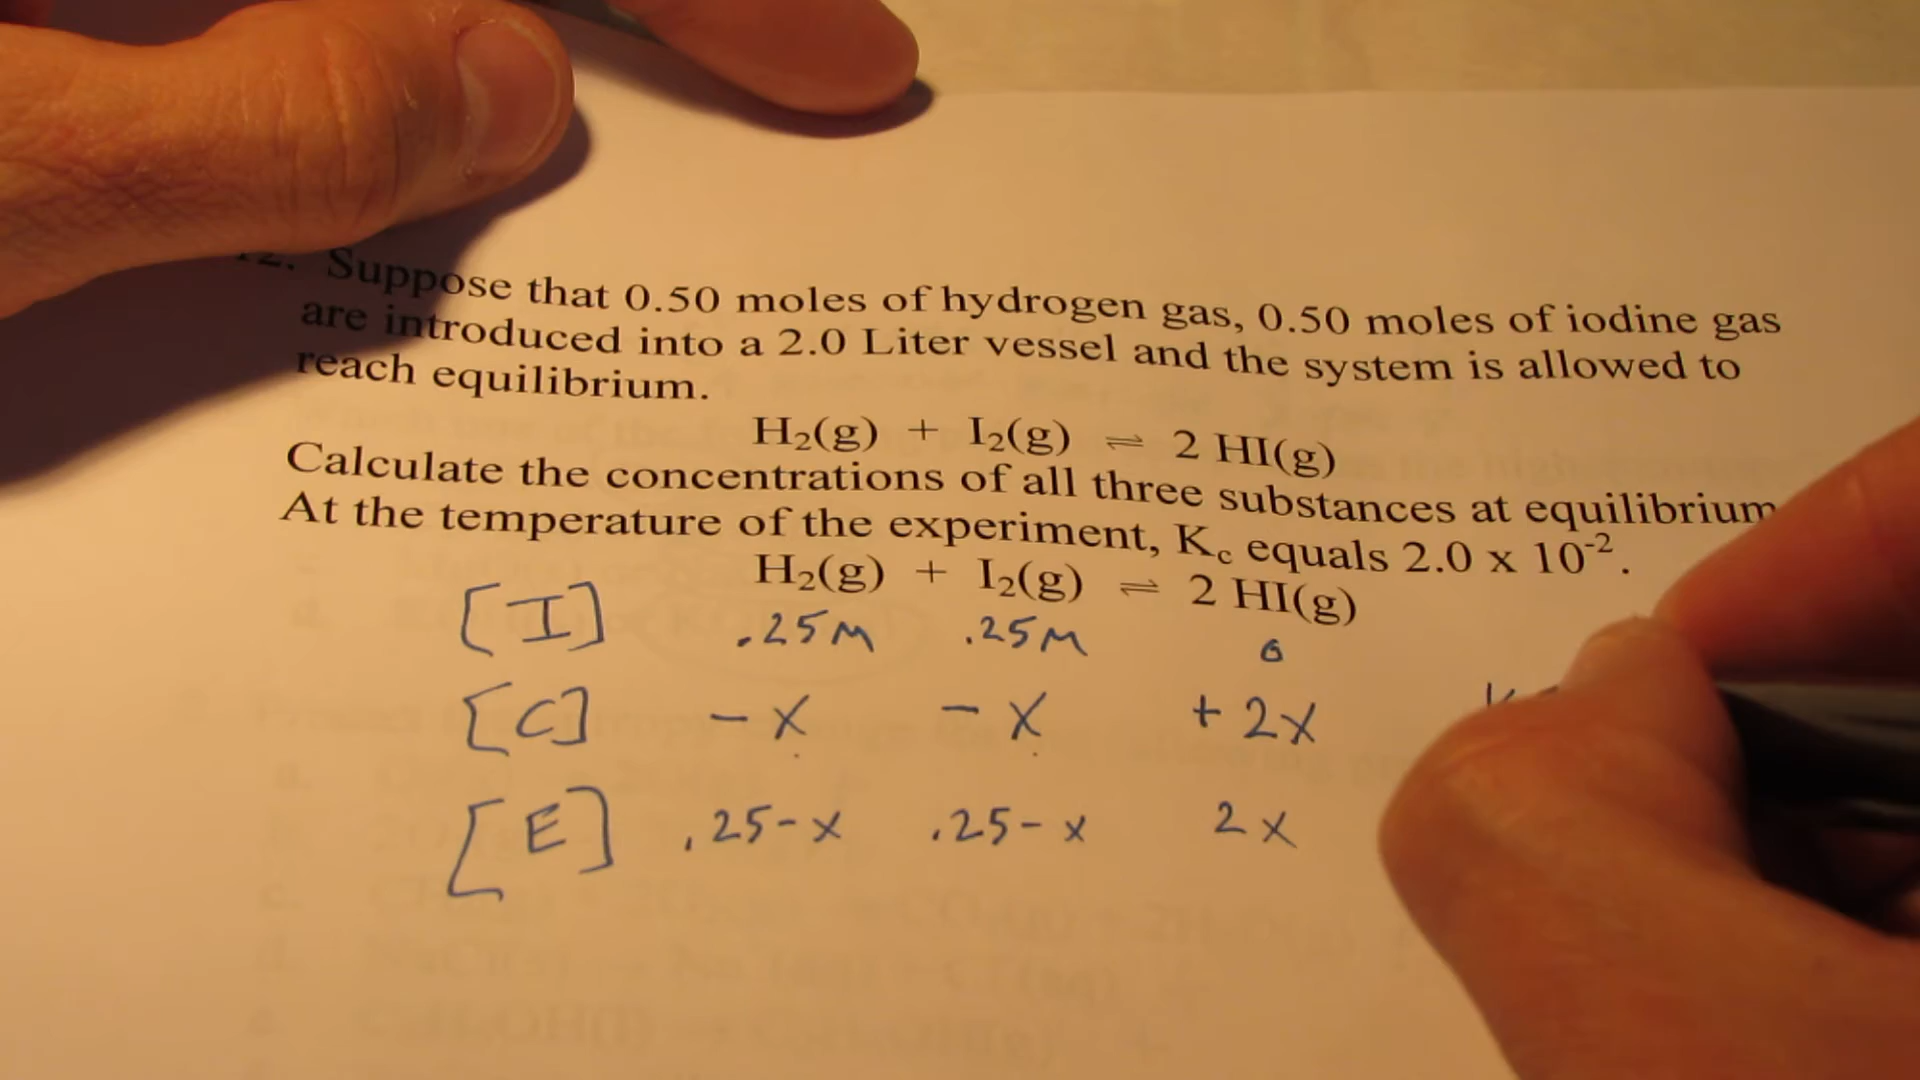 12. Suppose that 0.50 moles of hydrogen gas, 0.50 moles of iodine gas
are introduced into a 2.0 Liter vessel and the system is allowed to
reach equilibrium.
H₂(g) + I₂(g) ⇌ 2 HI(g)
Calculate the concentrations of all three substances at equilibrium
At the temperature of the experiment, Kc equals 2.0 x 10⁻².
H₂(g) + I₂(g) ⇌ 2 HI(g)
[I] .25M .25M 0
[C] - X - X + 2X
[E] .25-x .25-x 2x